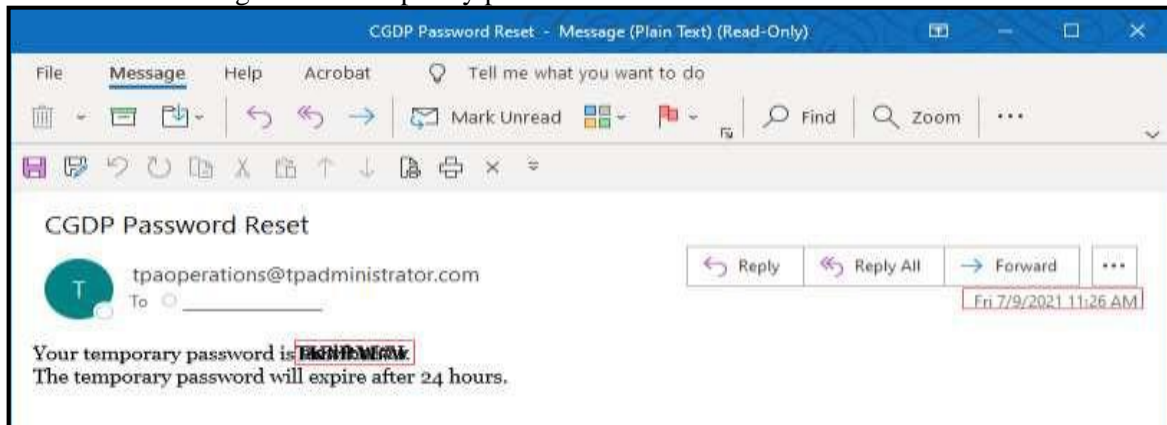 CGDP Password Reset - Message (Plain Text) (Read-Only)
File Message Help Acrobat Tell me what you want to do
Mark Unread Find Zoom ...
CGDP Password Reset
T
tpaoperations@tpadministrator.com
To
Reply Reply All Forward ...
Fri 7/9/2021 11:26 AM
Your temporary password is
The temporary password will expire after 24 hours.